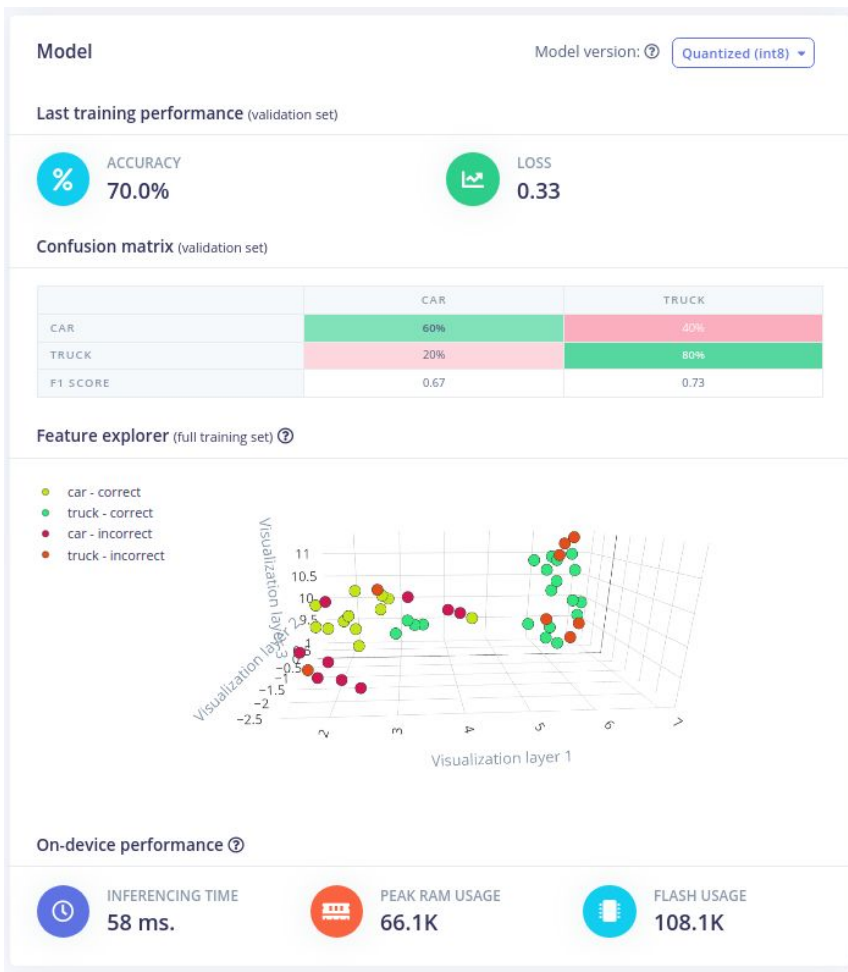 Model
Model version: Quantized (int8)
Last training performance (validation set)
ACCURACY
70.0%
LOSS
0.33
Confusion matrix (validation set)
CAR TRUCK
CAR 60% 40%
TRUCK 20% 80%
F1 SCORE 0.67 0.73
Feature explorer (full training set)
car - correct
truck - correct
car - incorrect
truck - incorrect
Visualization layer 3
11
10.5
10
9.5
Visualization layer 2
1
−0.5
−1
−1.5
−2
−2.5
2 3 4 5 6 7
Visualization layer 1
On-device performance
INFERENCING TIME
58 ms.
PEAK RAM USAGE
66.1K
FLASH USAGE
108.1K